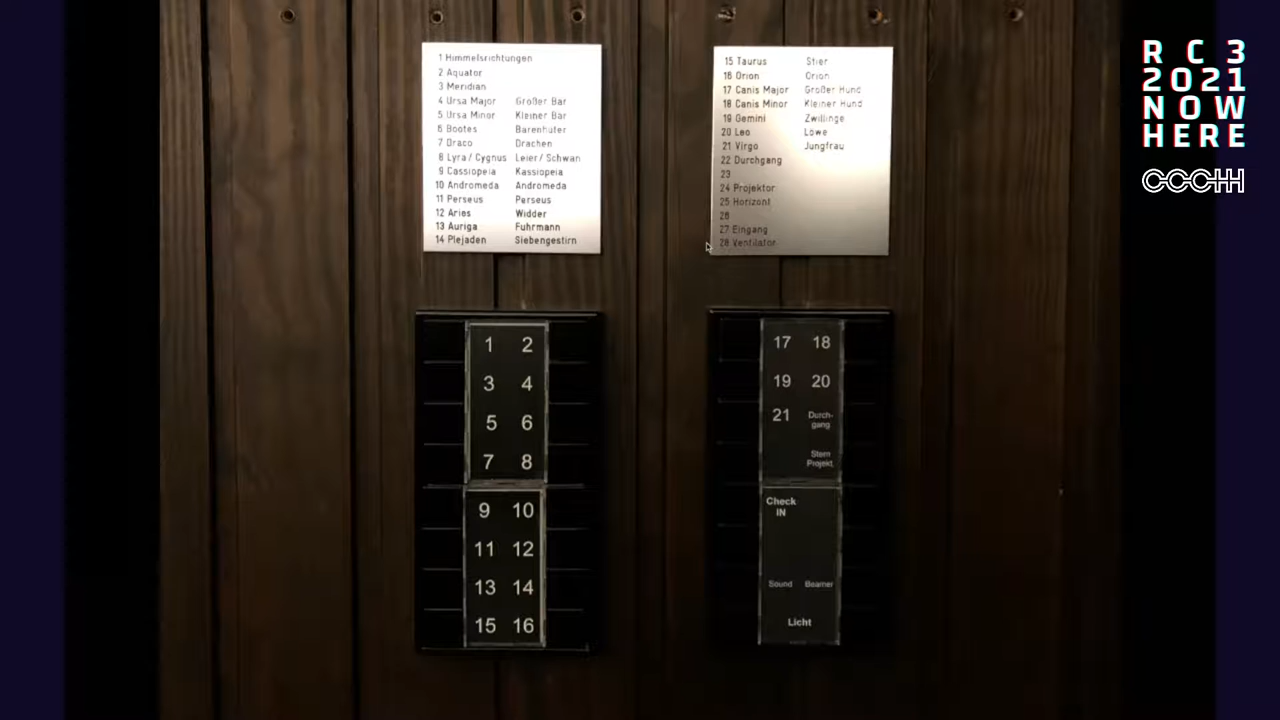 R C 3
2021
NOW
HERE
CCCHH
1 Himmelsrichtungen
2 Äquator
3 Meridian
4 Ursa Major Großer Bär
5 Ursa Minor Kleiner Bär
6 Bootes Bärenhüter
7 Draco Drachen
8 Lyra / Cygnus Leier / Schwan
9 Cassiopeia Kassiopeia
10 Andromeda Andromeda
11 Perseus Perseus
12 Aries Widder
13 Auriga Fuhrmann
14 Plejaden Siebengestirn
15 Taurus Stier
16 Orion Orion
17 Canis Major Großer Hund
18 Canis Minor Kleiner Hund
19 Gemini Zwillinge
20 Leo Löwe
21 Virgo Jungfrau
22 Durchgang
23
24 Projektor
25 Horizont
26
27 Eingang
28 Ventilator
1 2
3 4
5 6
7 8
9 10
11 12
13 14
15 16
17 18
19 20
21 Durch-
gang
Stern
Projekt.
Check
IN
Sound Beamer
Licht